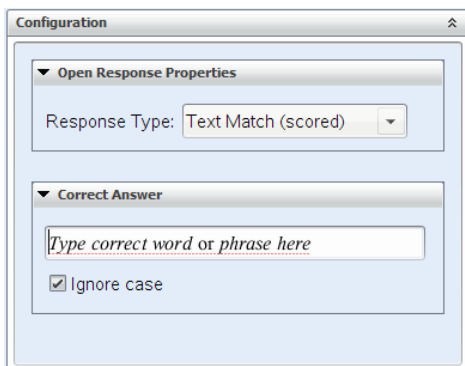 Configuration
Open Response Properties
Response Type: Text Match (scored)
Correct Answer
Type correct word or phrase here
Ignore case